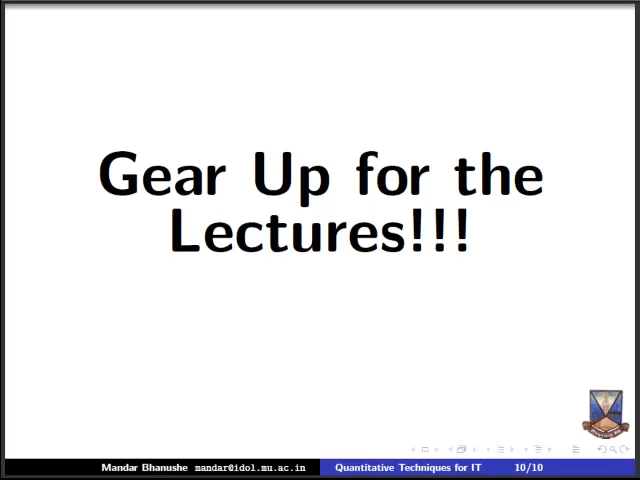 Gear Up for the
Lectures!!!
Mandar Bhanushe mandar@idol.mu.ac.in Quantitative Techniques for IT 10/10